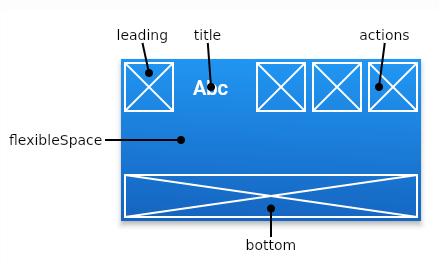 leading title actions
Abc
flexibleSpace
bottom